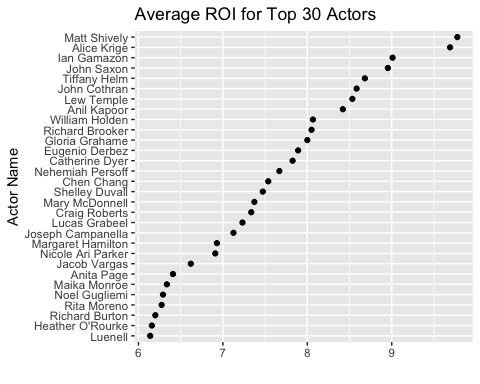 Average ROI for Top 30 Actors
Actor Name
Matt Shively
Alice Krige
Ian Gamazon
John Saxon
Tiffany Helm
John Cothran
Lew Temple
Anil Kapoor
William Holden
Richard Brooker
Gloria Grahame
Eugenio Derbez
Catherine Dyer
Nehemiah Persoff
Chen Chang
Shelley Duvall
Mary McDonnell
Craig Roberts
Lucas Grabeel
Joseph Campanella
Margaret Hamilton
Nicole Ari Parker
Jacob Vargas
Anita Page
Maika Monroe
Noel Gugliemi
Rita Moreno
Richard Burton
Heather O'Rourke
Luenell
6 7 8 9